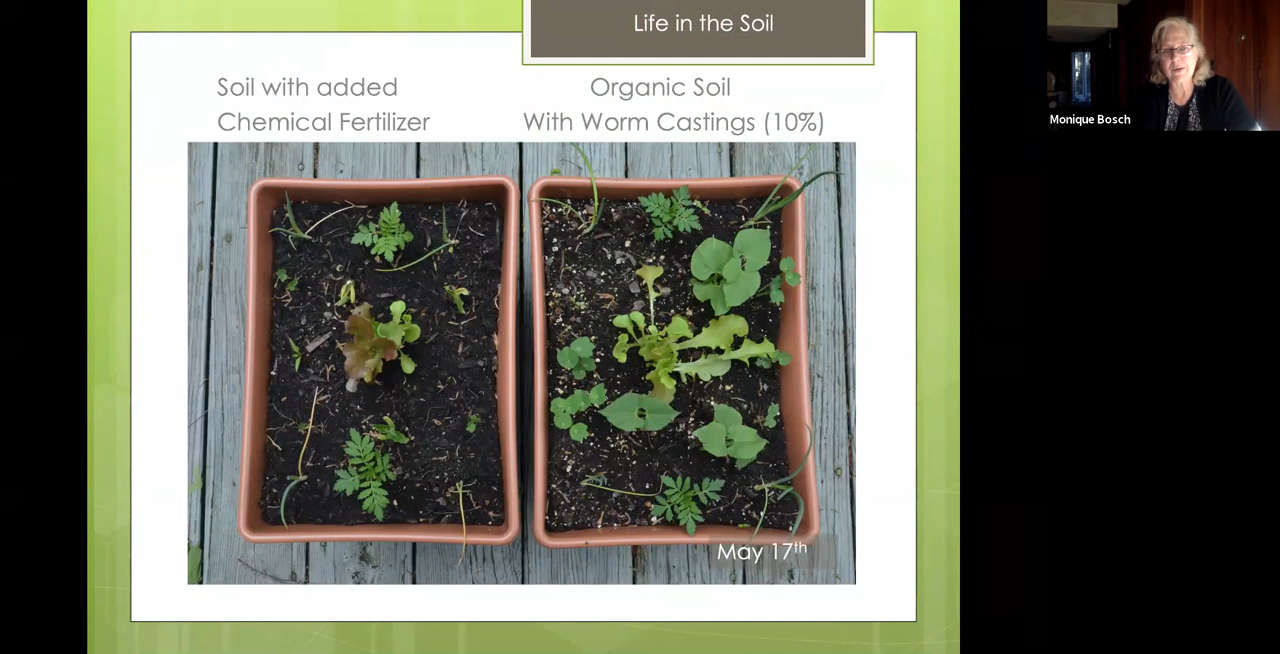 Life in the Soil
Soil with added
Chemical Fertilizer
Organic Soil
With Worm Castings (10%)
May 17th
Monique Bosch